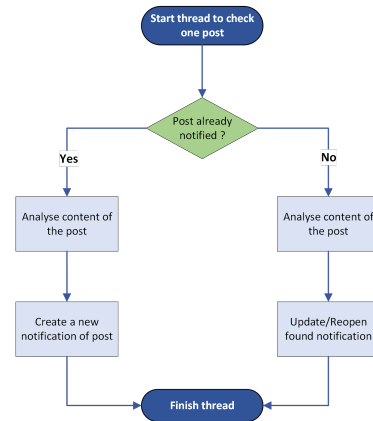 Start thread to check
one post
Post already
notified ?
Yes
No
Analyse content of
the post
Analyse content of
the post
Create a new
notification of post
Update/Reopen
found notification
Finish thread